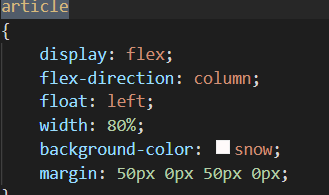 article
{
display: flex;
flex-direction: column;
float: left;
width: 80%;
background-color: snow;
margin: 50px 0px 50px 0px;
}